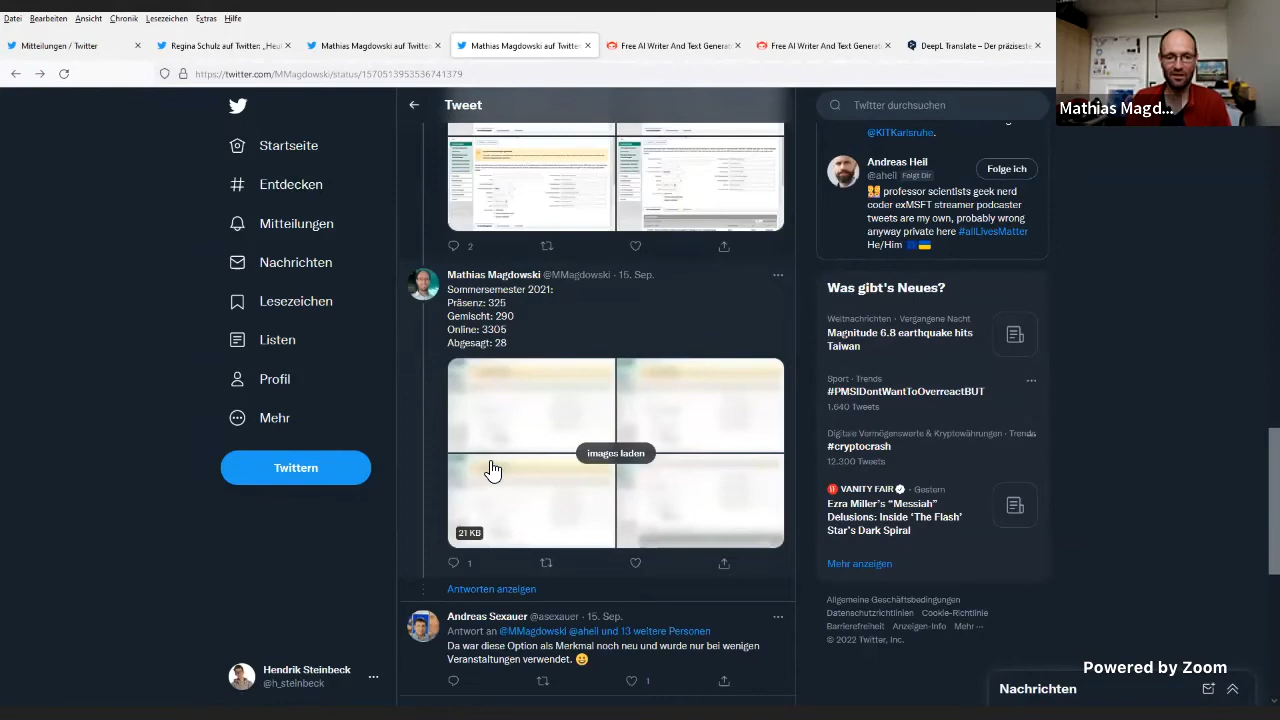 Datei Bearbeiten Ansicht Chronik Lesezeichen Extras Hilfe
Mitteilungen / Twitter
Regina Schulz auf Twitter: „Heu
Mathias Magdowski auf Twitter:
Mathias Magdowski auf Twitter:
Free AI Writer And Text Generat
Free AI Writer And Text Generat
DeepL Translate – Der präziseste
https://twitter.com/MMagdowski/status/1570513953536741379
Mathias Magd...
Startseite
Entdecken
Mitteilungen
Nachrichten
Lesezeichen
Listen
Profil
Mehr
Twittern
Hendrik Steinbeck
@h_steinbeck
Tweet
2
Mathias Magdowski @MMagdowski · 15. Sep.
Sommersemester 2021:
Präsenz: 325
Gemischt: 290
Online: 3305
Abgesagt: 28
images laden
21 KB
1
Antworten anzeigen
Andreas Sexauer @asexauer · 15. Sep.
Antwort an @MMagdowski @aheil und 13 weitere Personen
Da war diese Option als Merkmal noch neu und wurde nur bei wenigen
Veranstaltungen verwendet. 😃
1
Twitter durchsuchen
@KITKarlsruhe.
Andreas Heil
@aheil Folgt Dir
Folge ich
professor scientists geek nerd
coder exMSFT streamer podcaster
tweets are my own, probably wrong
anyway private here #allLivesMatter
He/Him 🇪🇺🇺🇦
Was gibt's Neues?
Weltnachrichten · Vergangene Nacht
Magnitude 6.8 earthquake hits
Taiwan
Sport · Trends
#PMSIDontWantToOverreactBUT
1.640 Tweets
Digitale Vermögenswerte & Kryptowährungen · Trends
#cryptocrash
12.300 Tweets
VANITY FAIR · Gestern
Ezra Miller's "Messiah"
Delusions: Inside 'The Flash'
Star's Dark Spiral
Mehr anzeigen
Allgemeine Geschäftsbedingungen
Datenschutzrichtlinien Cookie-Richtlinie
Barrierefreiheit Anzeigen-Info Mehr ···
© 2022 Twitter, Inc.
Powered by Zoom
Nachrichten